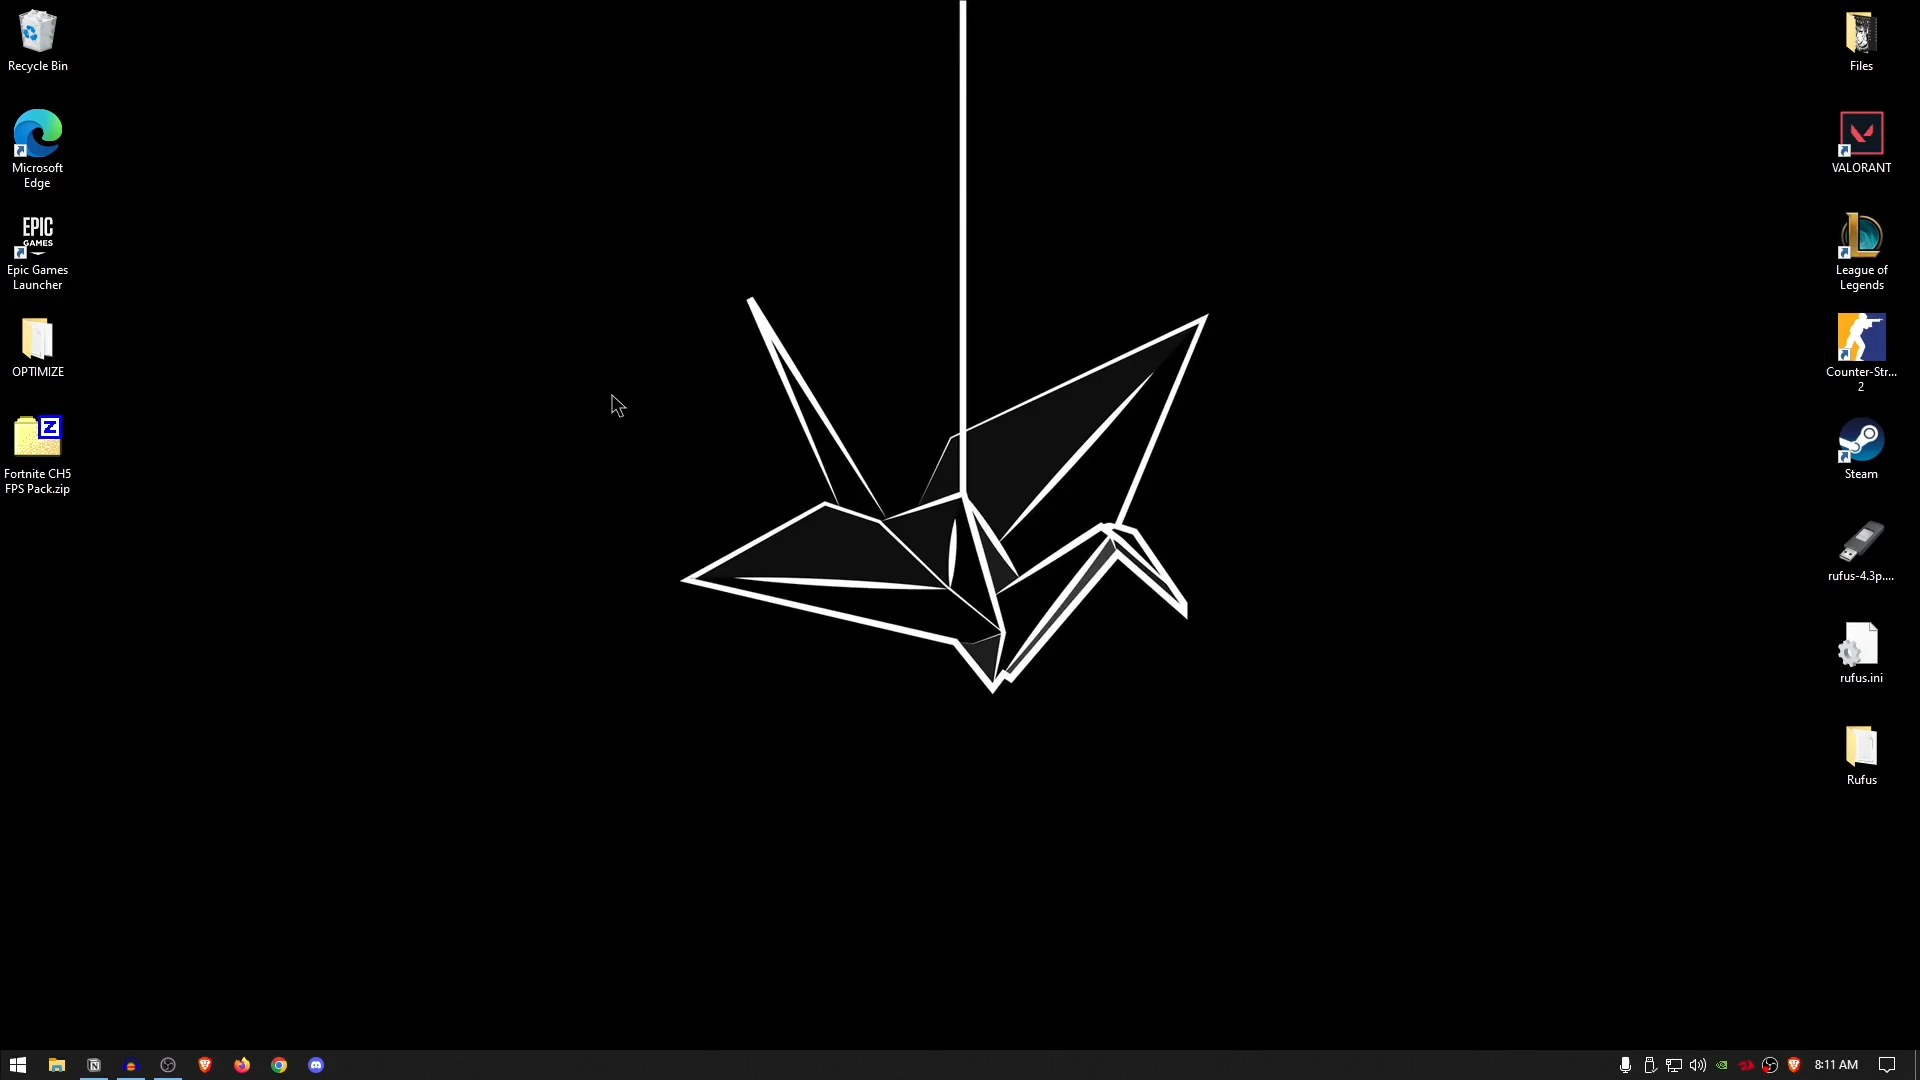 Recycle Bin
Microsoft
Edge
EPIC
GAMES
Epic Games
Launcher
OPTIMIZE
Z
Fortnite CH5
FPS Pack.zip
Files
VALORANT
League of
Legends
Counter-Str...
2
Steam
rufus-4.3p....
rufus.ini
Rufus
8:11 AM